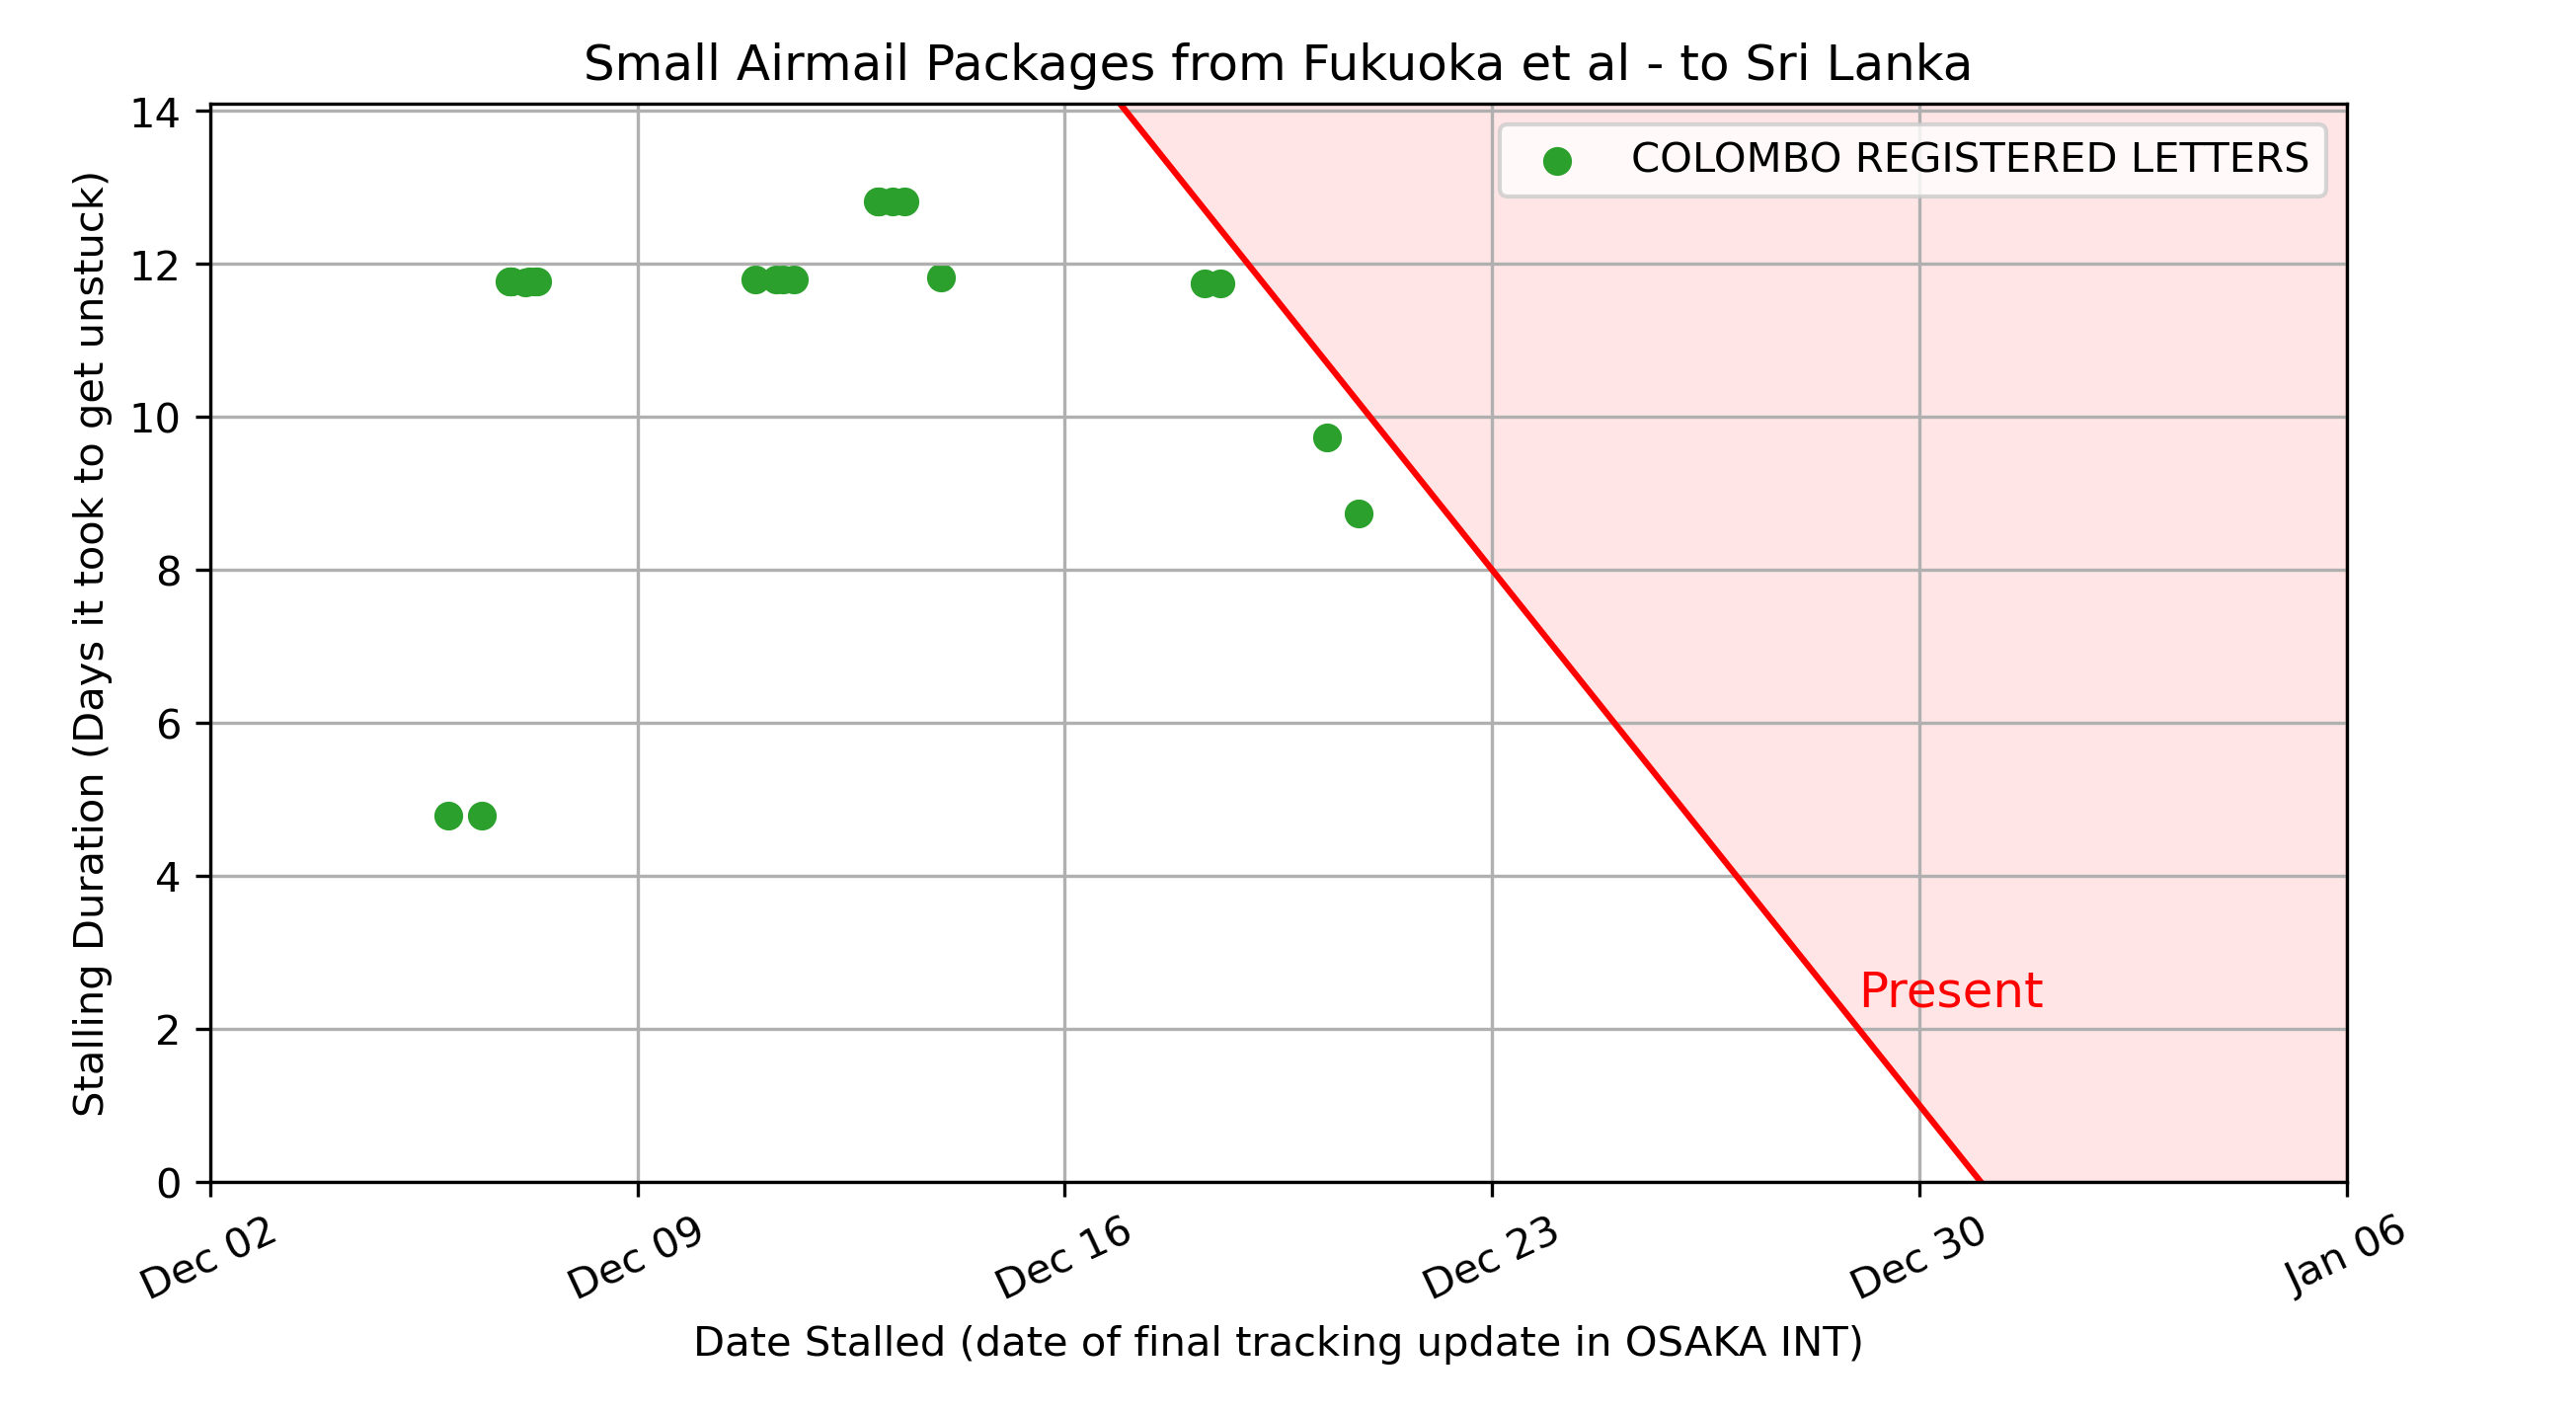 Small Airmail Packages from Fukuoka et al - to Sri Lanka
COLOMBO REGISTERED LETTERS
Stalling Duration (Days it took to get unstuck)
14
12
10
8
6
4
2
0
Present
Dec 02
Dec 09
Dec 16
Dec 23
Dec 30
Jan 06
Date Stalled (date of final tracking update in OSAKA INT)